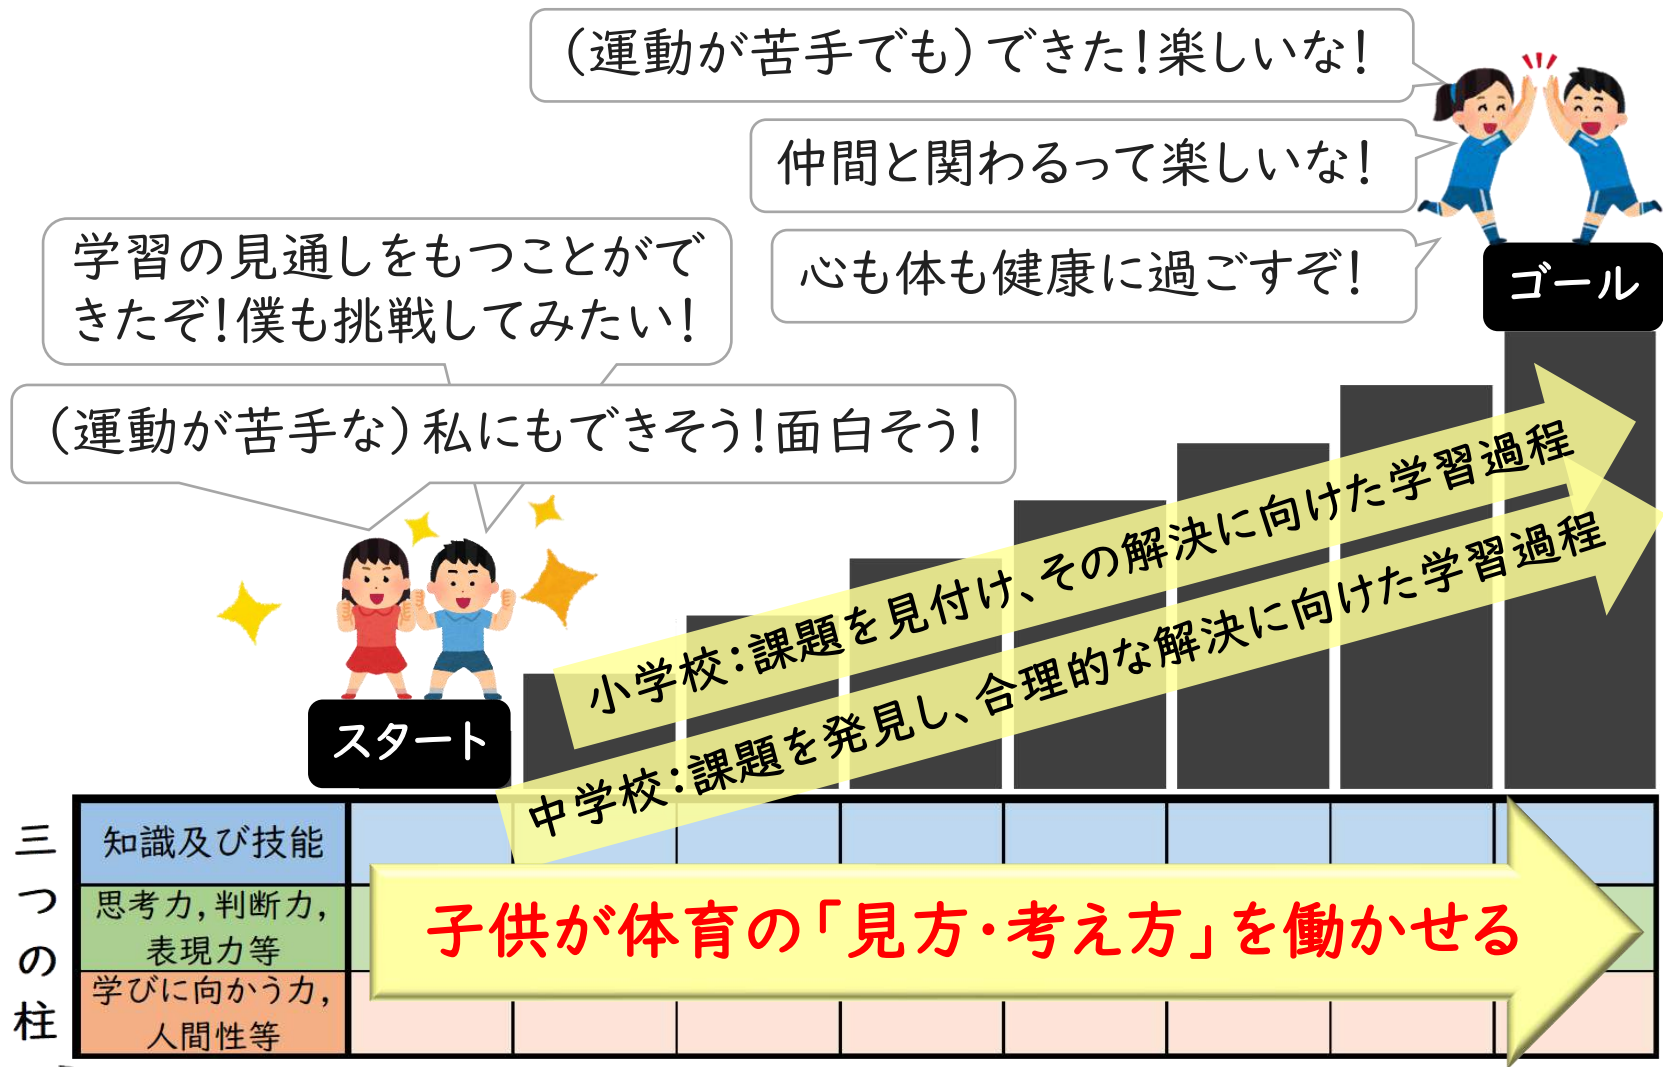 （運動が苦手でも）できた！楽しいな！
仲間と関わるって楽しいな！
心も体も健康に過ごすぞ！
ゴール
学習の見通しをもつことがで
きたぞ！僕も挑戦してみたい！
（運動が苦手な）私にもできそう！面白そう！
スタート
小学校：課題を見付け、その解決に向けた学習過程
中学校：課題を発見し、合理的な解決に向けた学習過程
三つの柱
知識及び技能
思考力，判断力，
表現力等
学びに向かう力，
人間性等
子供が体育の「見方・考え方」を働かせる